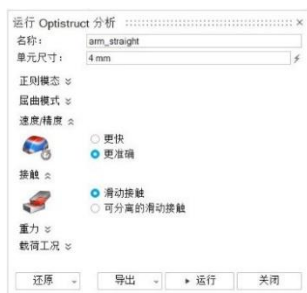 运行 Optistruct 分析
名称： arm_straight
单元尺寸： 4 mm
正则模态
屈曲模式
速度/精度
更快
更准确
接触
滑动接触
可分离的滑动接触
重力
载荷工况
还原 导出 运行 关闭